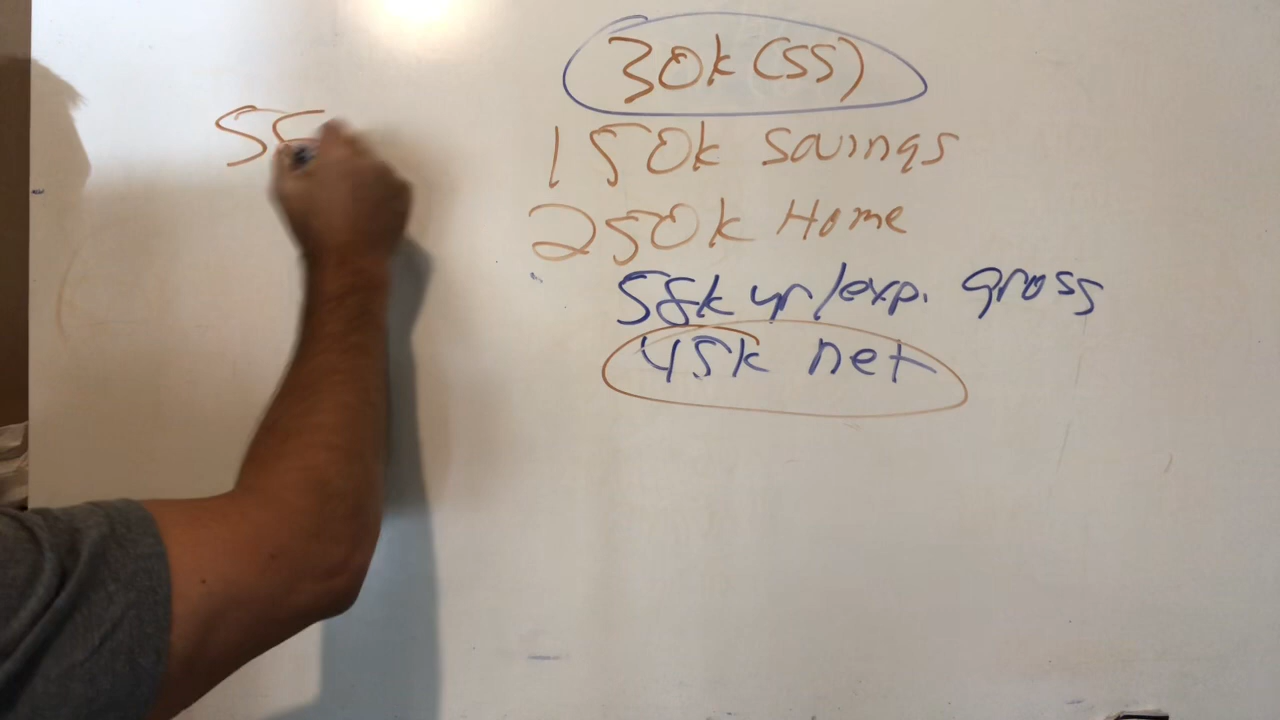 30k (SS)
SS
150k Savings
250k Home
58k yr/exp. gross
45k net